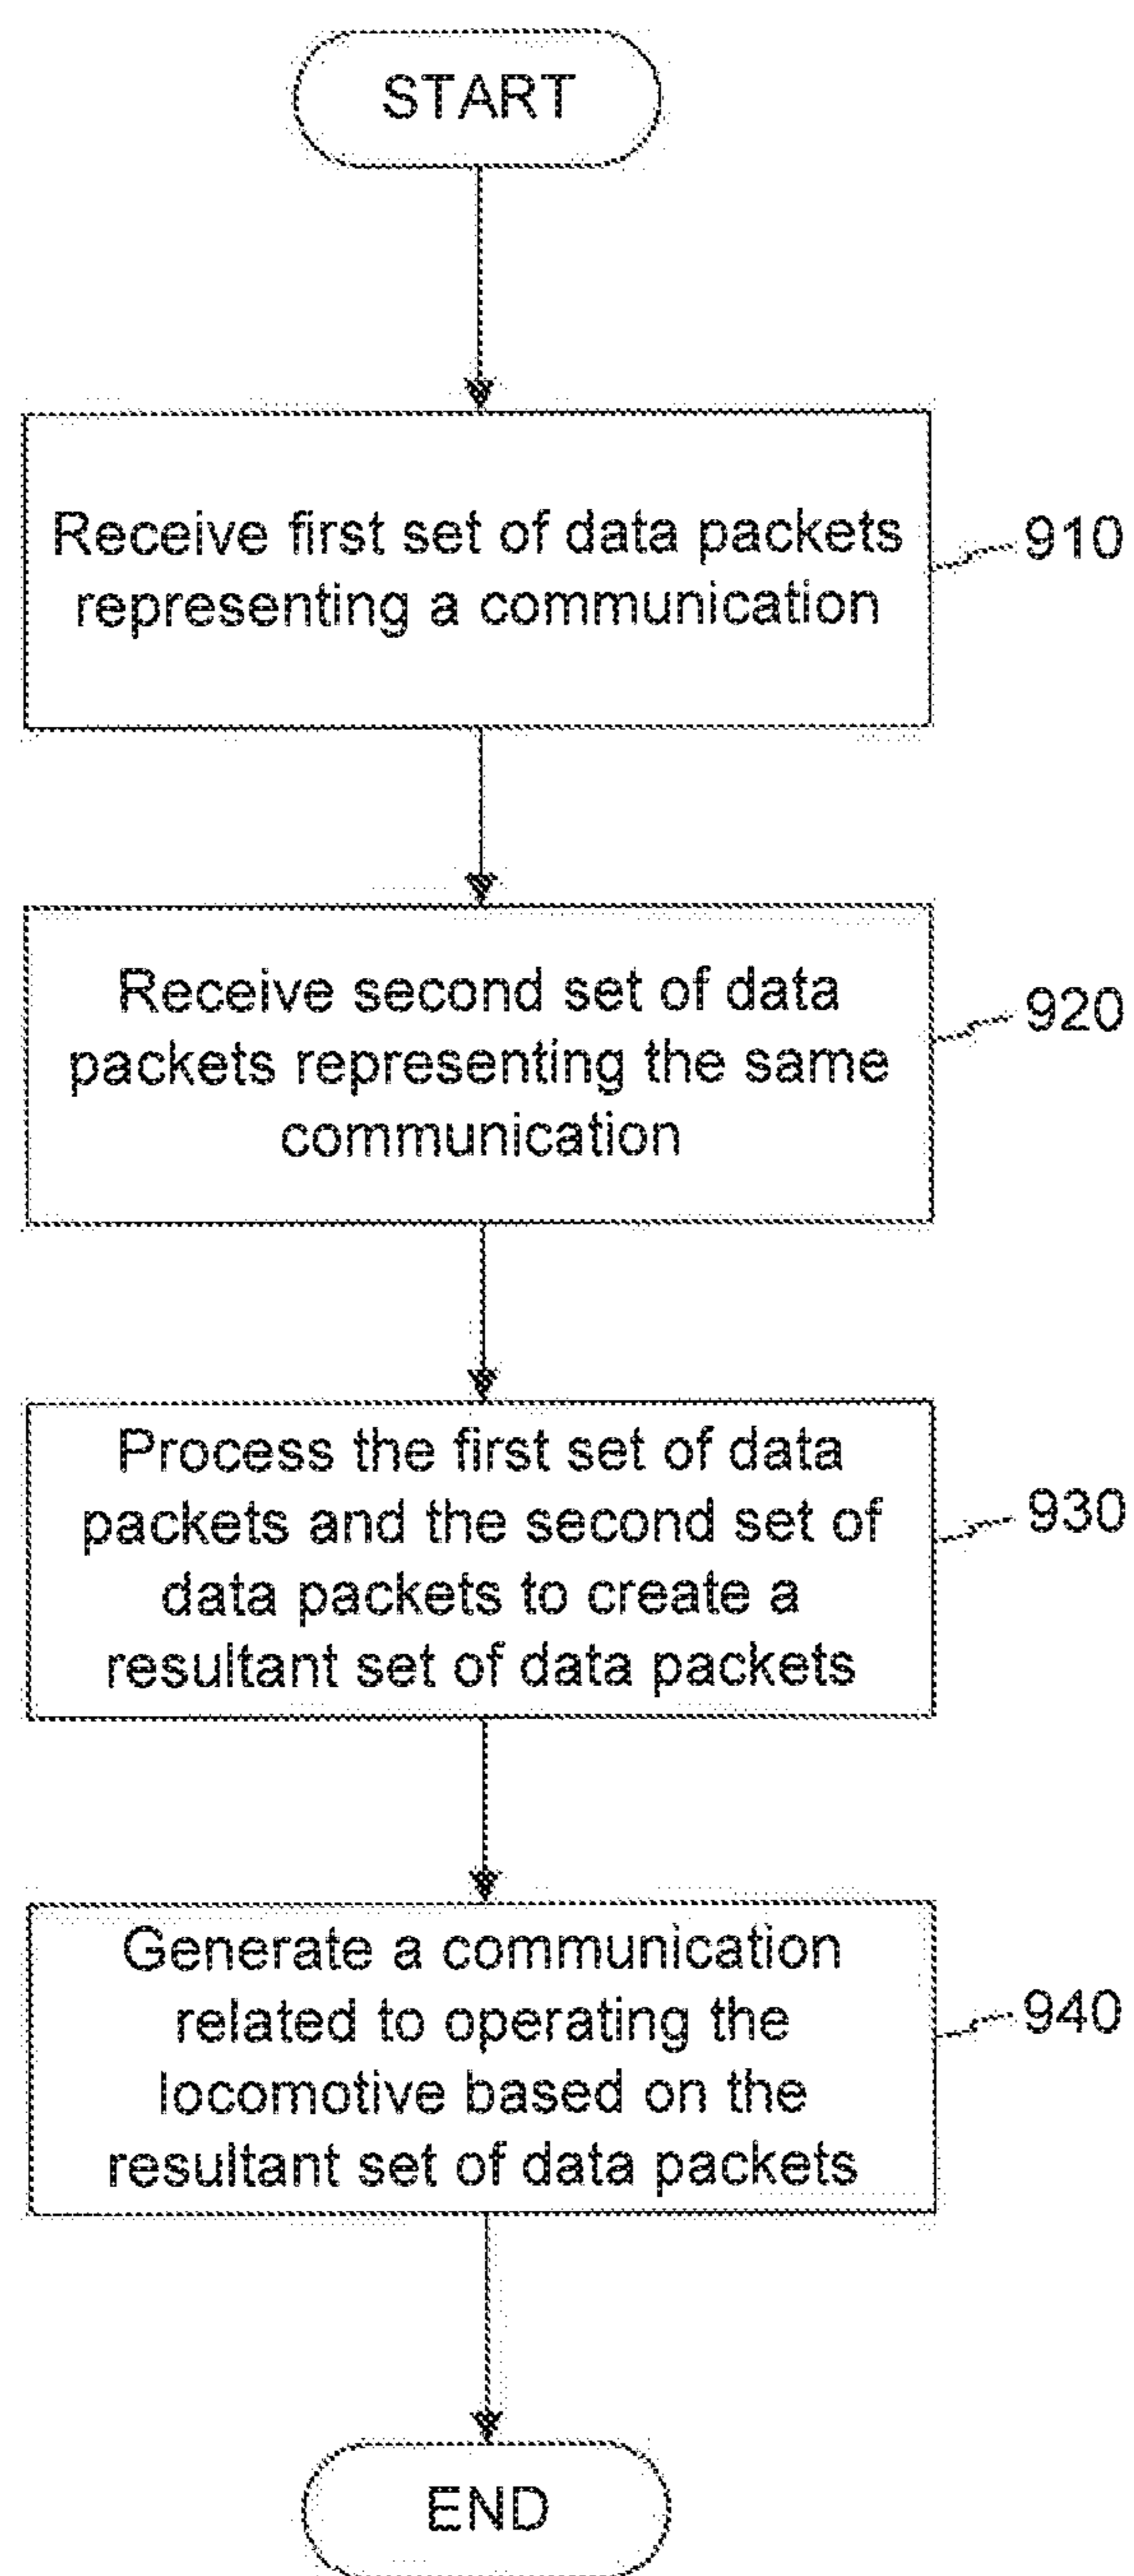 START
Receive first set of data packets
representing a communication
910
Receive second set of data
packets representing the same
communication
920
Process the first set of data
packets and the second set of
data packets to create a
resultant set of data packets
930
Generate a communication
related to operating the
locomotive based on the
resultant set of data packets
940
END